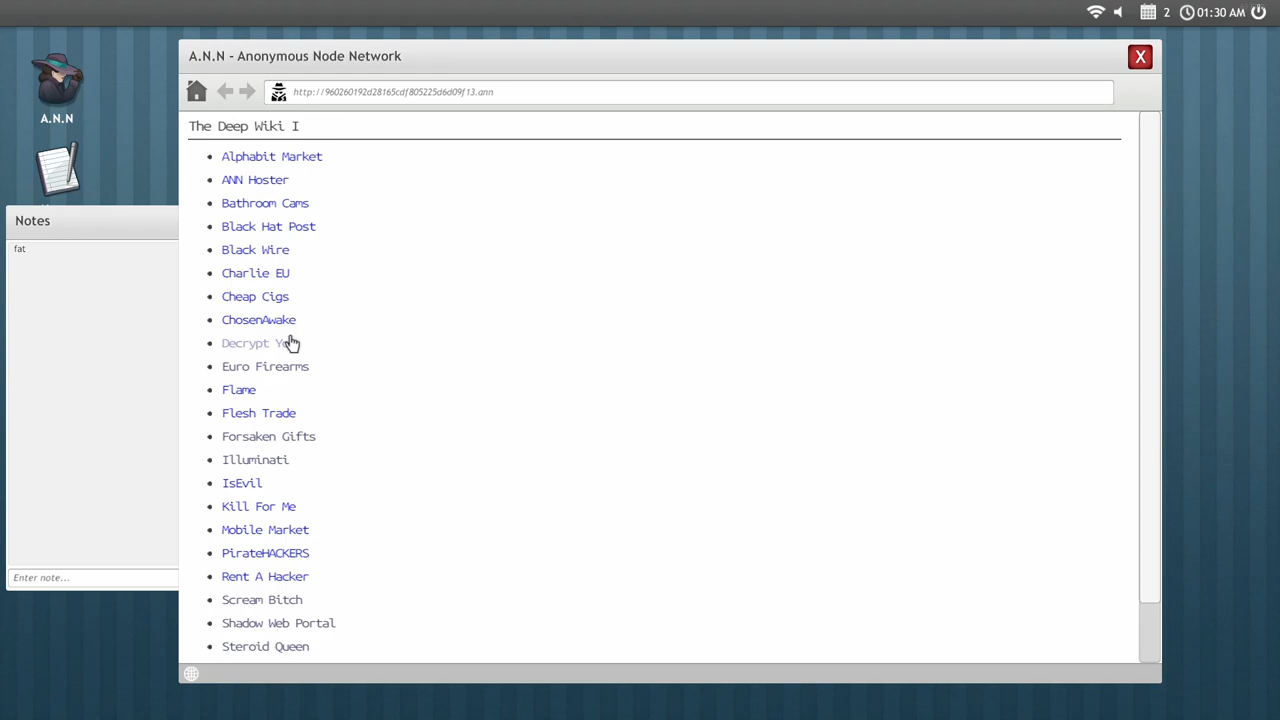 2
01:30 AM
A.N.N - Anonymous Node Network
X
A.N.N
http://960260192d28165cdf805225d6d09f13.ann
The Deep Wiki I
Alphabit Market
ANN Hoster
Bathroom Cams
Black Hat Post
Black Wire
Charlie EU
Cheap Cigs
ChosenAwake
Decrypt
Euro Firearms
Flame
Flesh Trade
Forsaken Gifts
Illuminati
IsEvil
Kill For Me
Mobile Market
PirateHACKERS
Rent A Hacker
Scream Bitch
Shadow Web Portal
Steroid Queen
Notes
fat
Enter note...